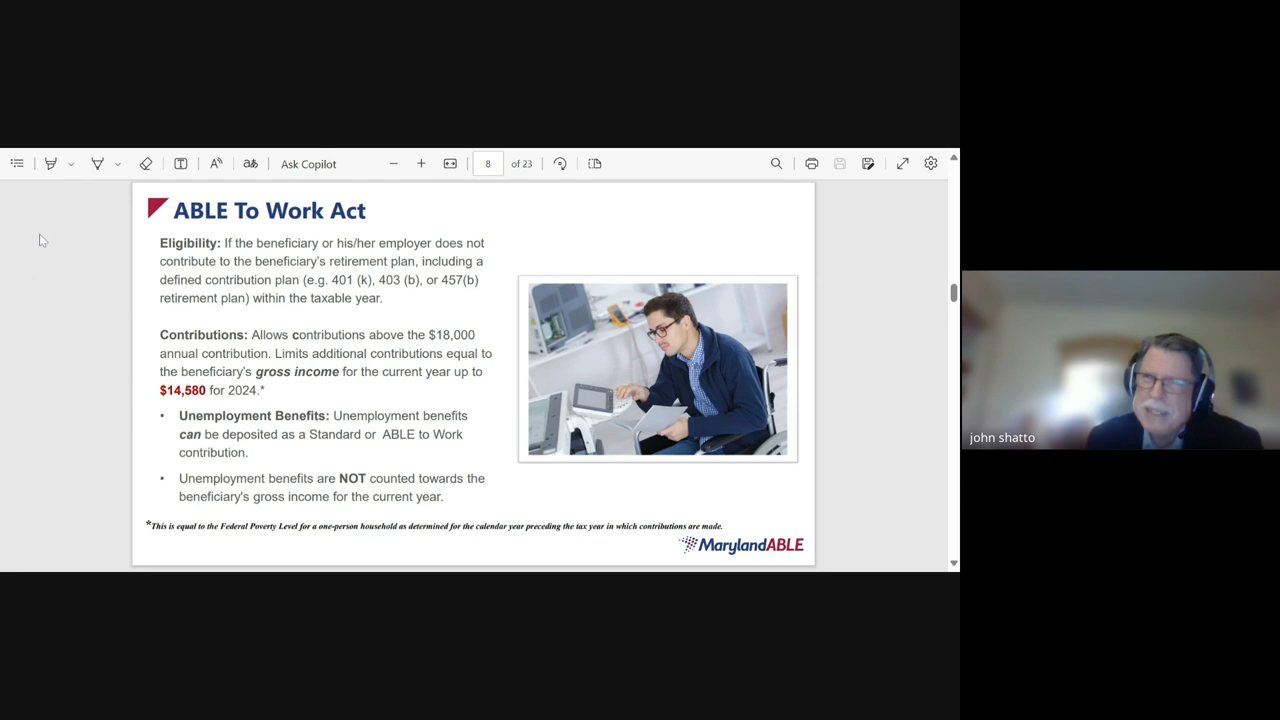 Ask Copilot
8
of 23
ABLE To Work Act
Eligibility: If the beneficiary or his/her employer does not
contribute to the beneficiary's retirement plan, including a
defined contribution plan (e.g. 401 (k), 403 (b), or 457(b)
retirement plan) within the taxable year.
Contributions: Allows contributions above the $18,000
annual contribution. Limits additional contributions equal to
the beneficiary's gross income for the current year up to
$14,580 for 2024.*
• Unemployment Benefits: Unemployment benefits
can be deposited as a Standard or ABLE to Work
contribution.
• Unemployment benefits are NOT counted towards the
beneficiary's gross income for the current year.
*This is equal to the Federal Poverty Level for a one-person household as determined for the calendar year preceding the tax year in which contributions are made.
MarylandABLE
john shatto